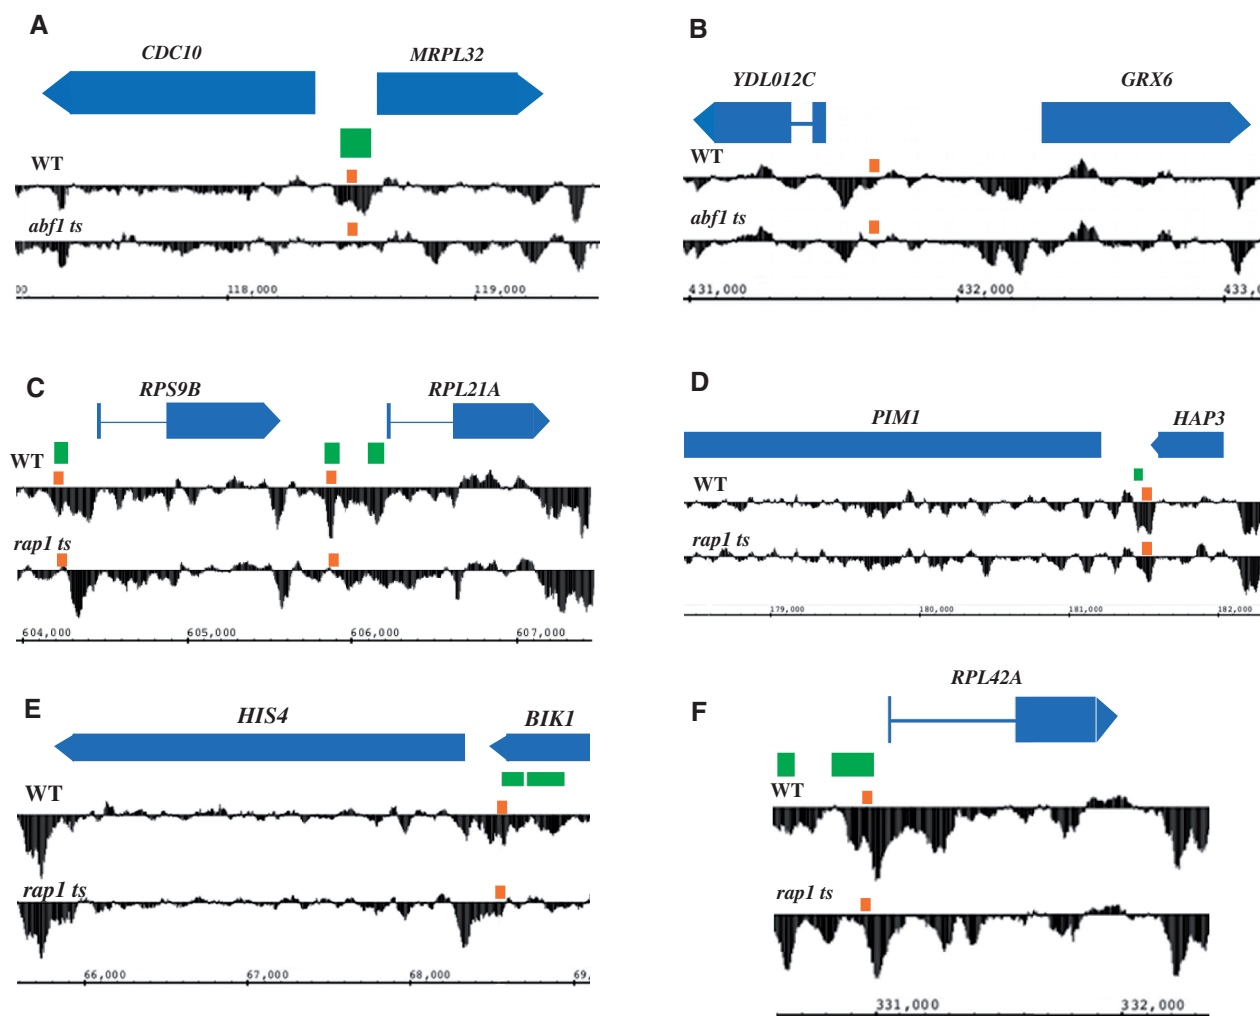 A
CDC10 MRPL32
WT
abf1 ts
118,000 119,000
B
YDL012C GRX6
WT
abf1 ts
431,000 432,000 433,0
C
RPS9B RPL21A
WT
rap1 ts
604,000 605,000 606,000 607,000
D
PIM1 HAP3
WT
rap1 ts
179,000 180,000 181,000 182,000
E
HIS4 BIK1
WT
rap1 ts
66,000 67,000 68,000 69,
F
RPL42A
WT
rap1 ts
331,000 332,000